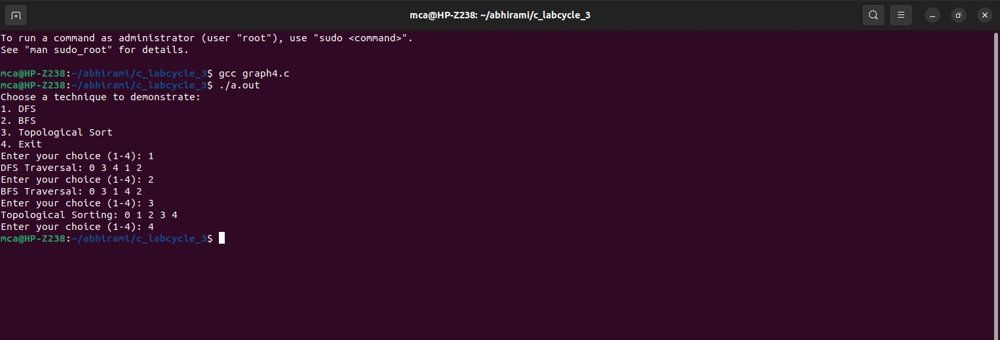 mca@HP-Z238: ~/abhirami/c_labcycle_3
To run a command as administrator (user "root"), use "sudo <command>".
See "man sudo_root" for details.
mca@HP-Z238:~/abhirami/c_labcycle_3$ gcc graph4.c
mca@HP-Z238:~/abhirami/c_labcycle_3$ ./a.out
Choose a technique to demonstrate:
1. DFS
2. BFS
3. Topological Sort
4. Exit
Enter your choice (1-4): 1
DFS Traversal: 0 3 4 1 2
Enter your choice (1-4): 2
BFS Traversal: 0 3 1 4 2
Enter your choice (1-4): 3
Topological Sorting: 0 1 2 3 4
Enter your choice (1-4): 4
mca@HP-Z238:~/abhirami/c_labcycle_3$